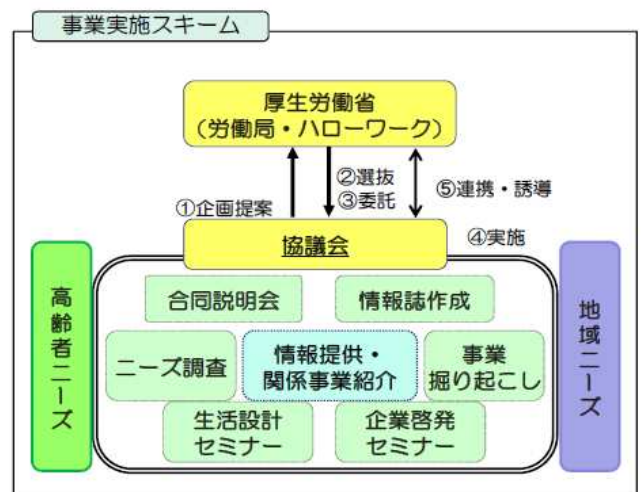 事業実施スキーム
厚生労働省
（労働局・ハローワーク）
①企画提案
②選抜
③委託
⑤連携・誘導
協議会
④実施
高齢者ニーズ
地域ニーズ
合同説明会
情報誌作成
ニーズ調査
情報提供・
関係事業紹介
事業
掘り起こし
生活設計
セミナー
企業啓発
セミナー